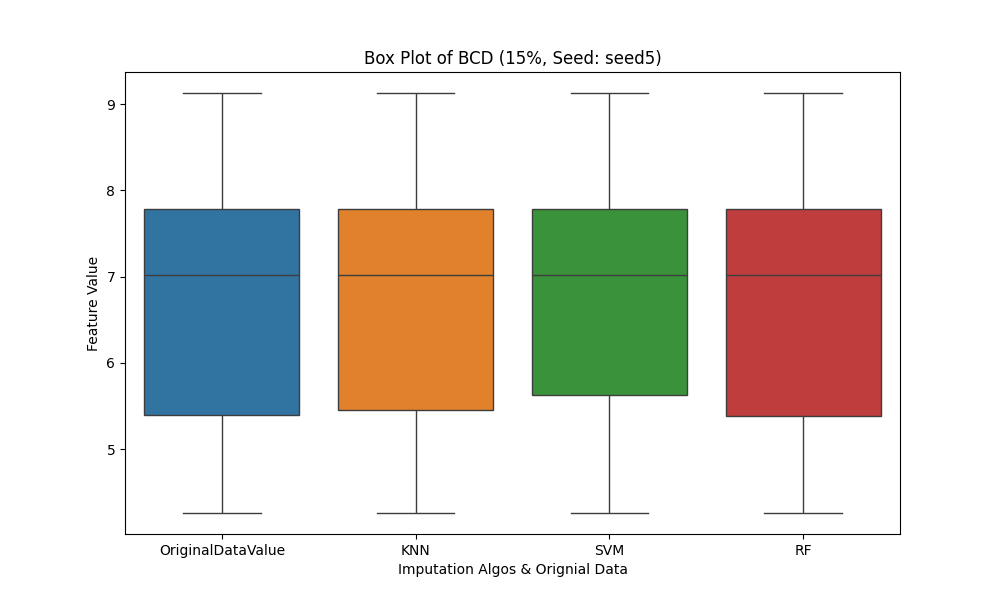 Box Plot of BCD (15%, Seed: seed5)
9
8
7
6
5
Feature Value
OriginalDataValue KNN SVM RF
Imputation Algos & Orignial Data